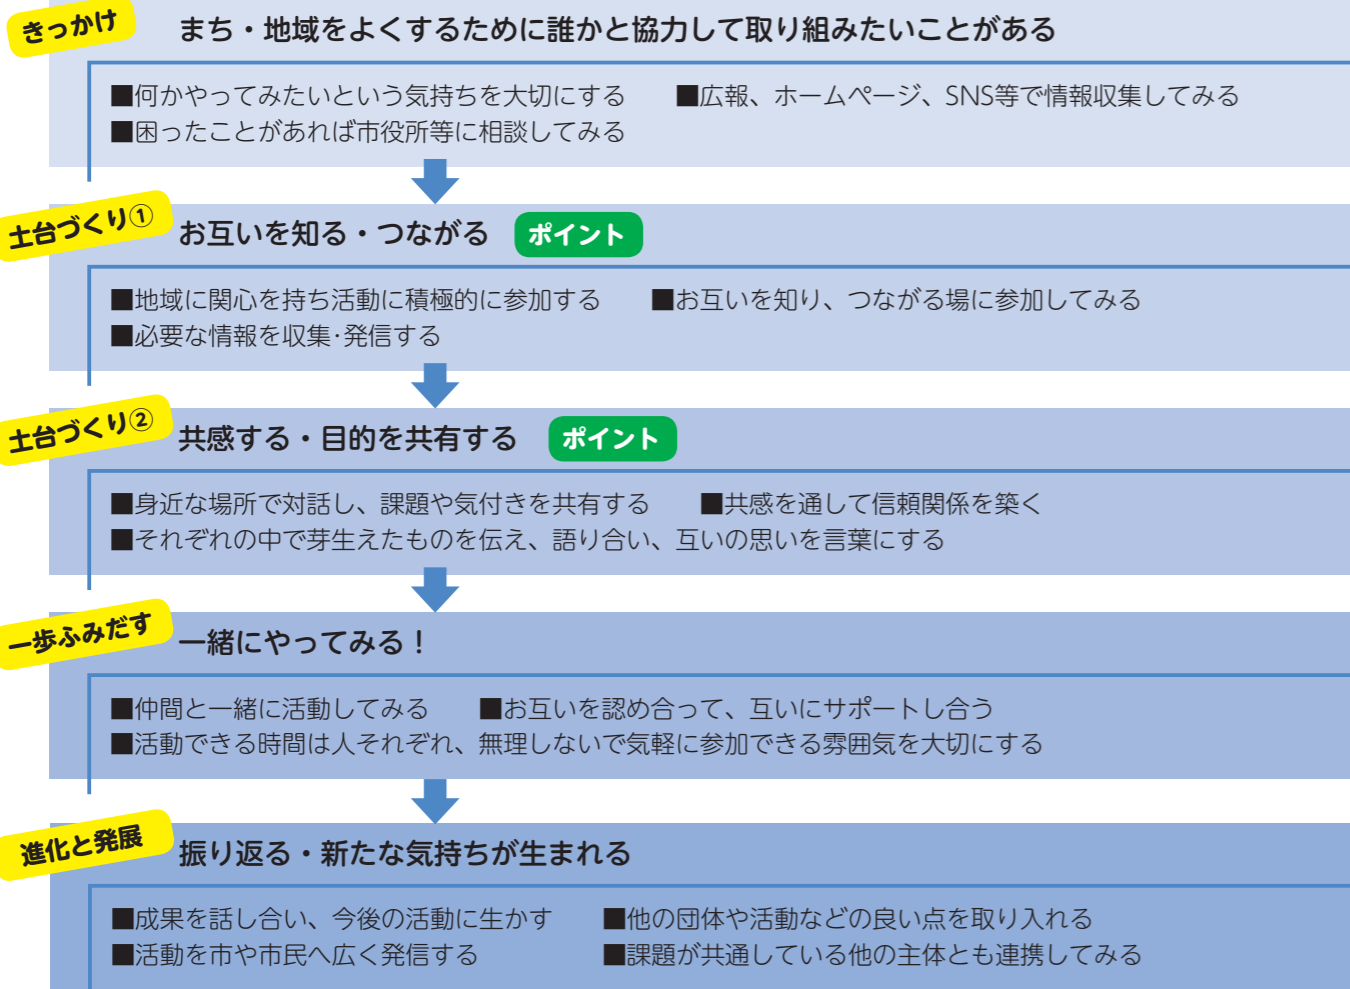 きっかけ
まち・地域をよくするために誰かと協力して取り組みたいことがある
■何かやってみたいという気持ちを大切にする ■広報、ホームページ、SNS等で情報収集してみる
■困ったことがあれば市役所等に相談してみる
土台づくり①
お互いを知る・つながる ポイント
■地域に関心を持ち活動に積極的に参加する ■お互いを知り、つながる場に参加してみる
■必要な情報を収集・発信する
土台づくり②
共感する・目的を共有する ポイント
■身近な場所で対話し、課題や気付きを共有する ■共感を通して信頼関係を築く
■それぞれの中で芽生えたものを伝え、語り合い、互いの思いを言葉にする
一歩ふみだす
一緒にやってみる！
■仲間と一緒に活動してみる ■お互いを認め合って、互いにサポートし合う
■活動できる時間は人それぞれ、無理しないで気軽に参加できる雰囲気を大切にする
進化と発展
振り返る・新たな気持ちが生まれる
■成果を話し合い、今後の活動に生かす ■他の団体や活動などの良い点を取り入れる
■活動を市や市民へ広く発信する ■課題が共通している他の主体とも連携してみる